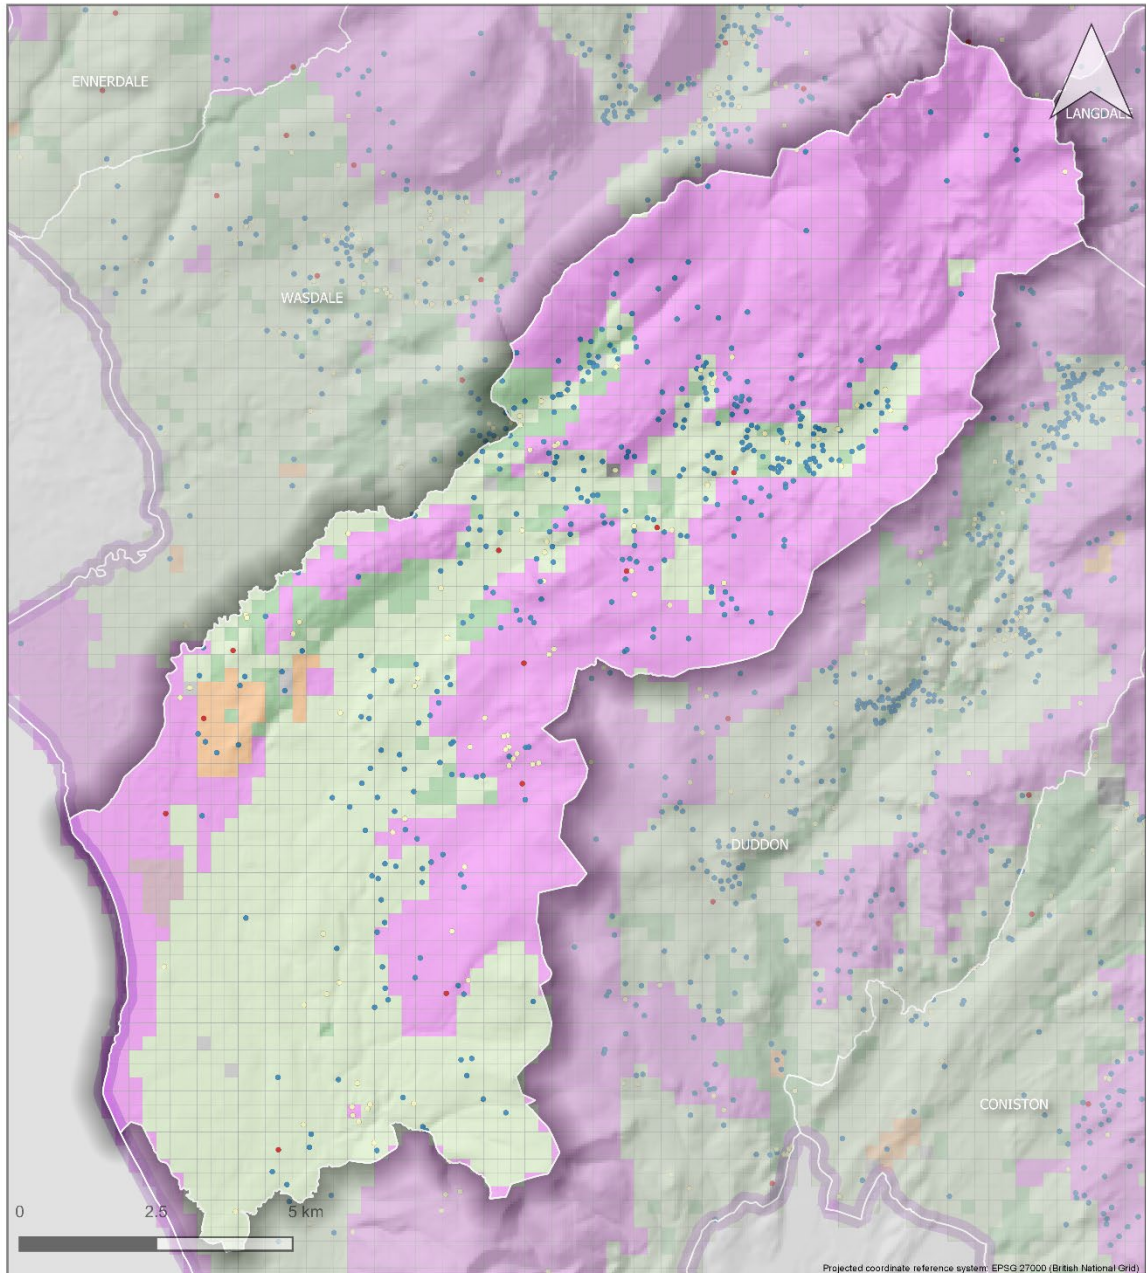 ENNERDALE
LANGDALE
WASDALE
DUDDON
CONISTON
0 2.5 5 km
Projected coordinate reference system: EPSG 27000 (British National Grid)